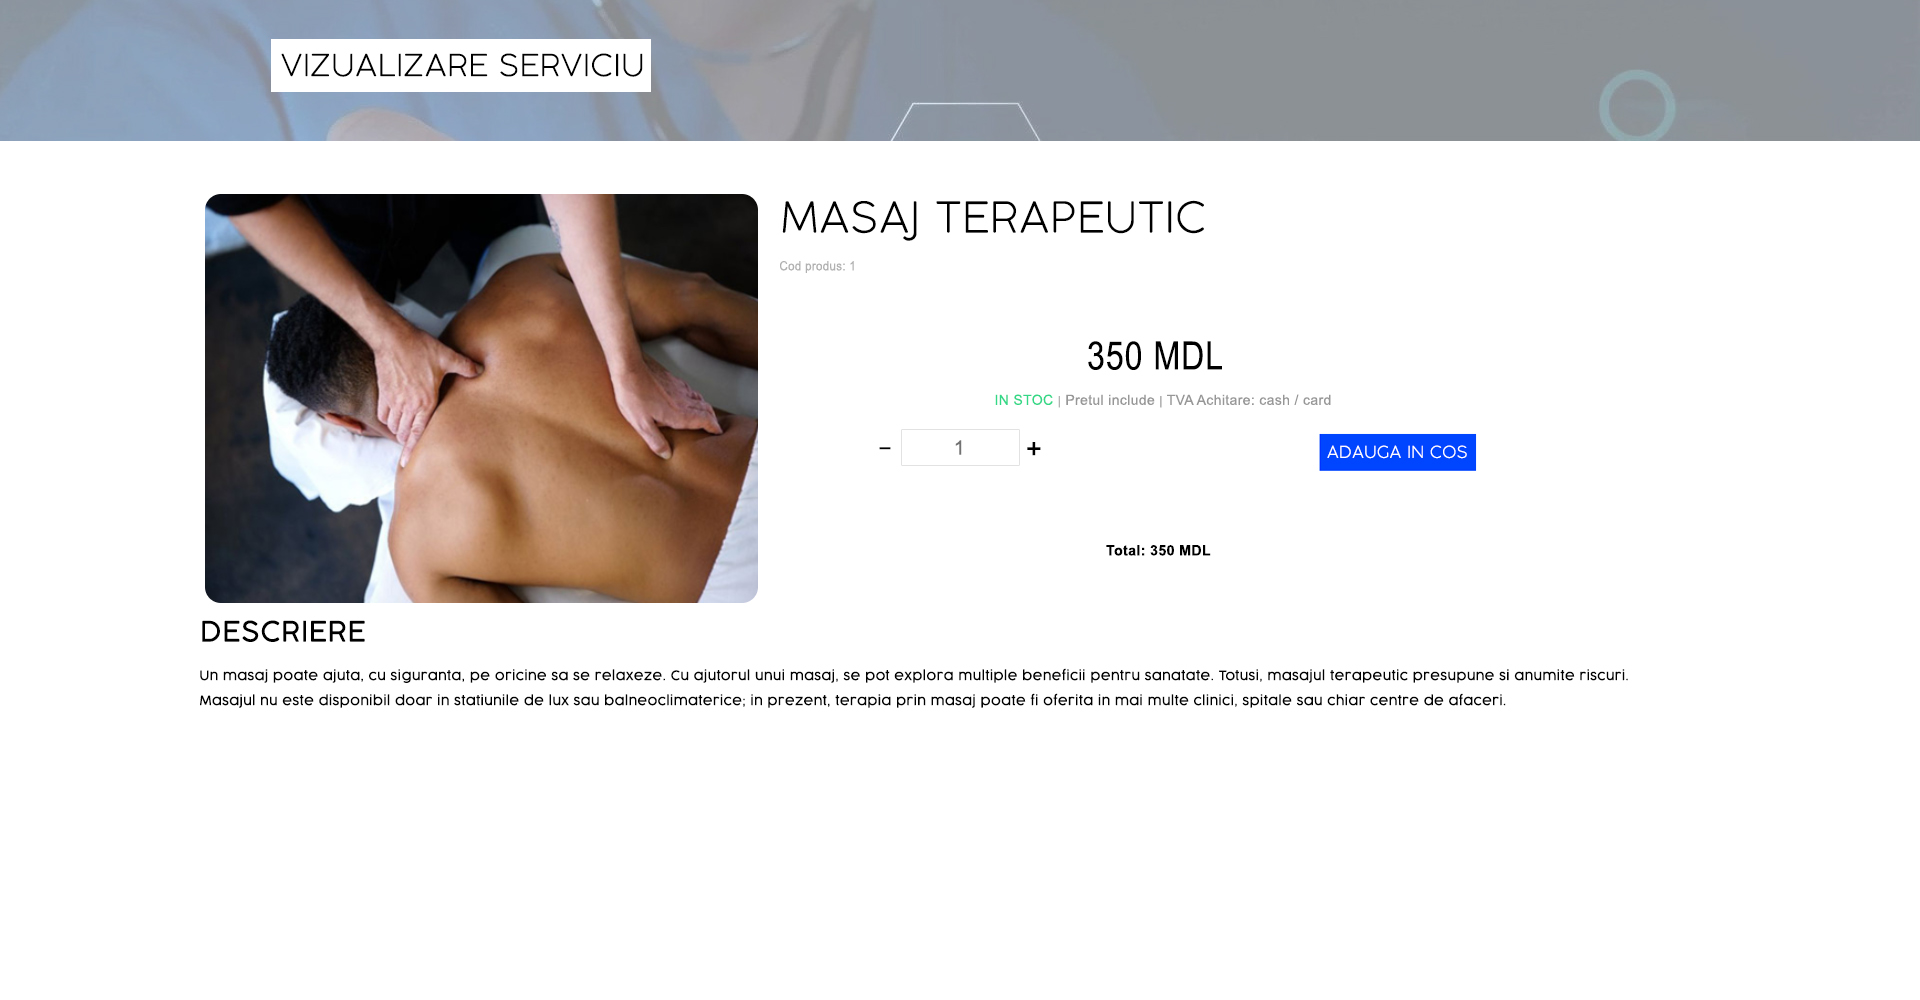 VIZUALIZARE SERVICIU
MASAJ TERAPEUTIC
Cod produs: 1
350 MDL
IN STOC | Pretul include | TVA Achitare: cash / card
- 1 +
ADAUGA IN COS
Total: 350 MDL
DESCRIERE
Un masaj poate ajuta, cu siguranta, pe oricine sa se relaxeze. Cu ajutorul unui masaj, se pot explora multiple beneficii pentru sanatate. Totusi, masajul terapeutic presupune si anumite riscuri.
Masajul nu este disponibil doar in statiunile de lux sau balneoclimaterice; in prezent, terapia prin masaj poate fi oferita in mai multe clinici, spitale sau chiar centre de afaceri.